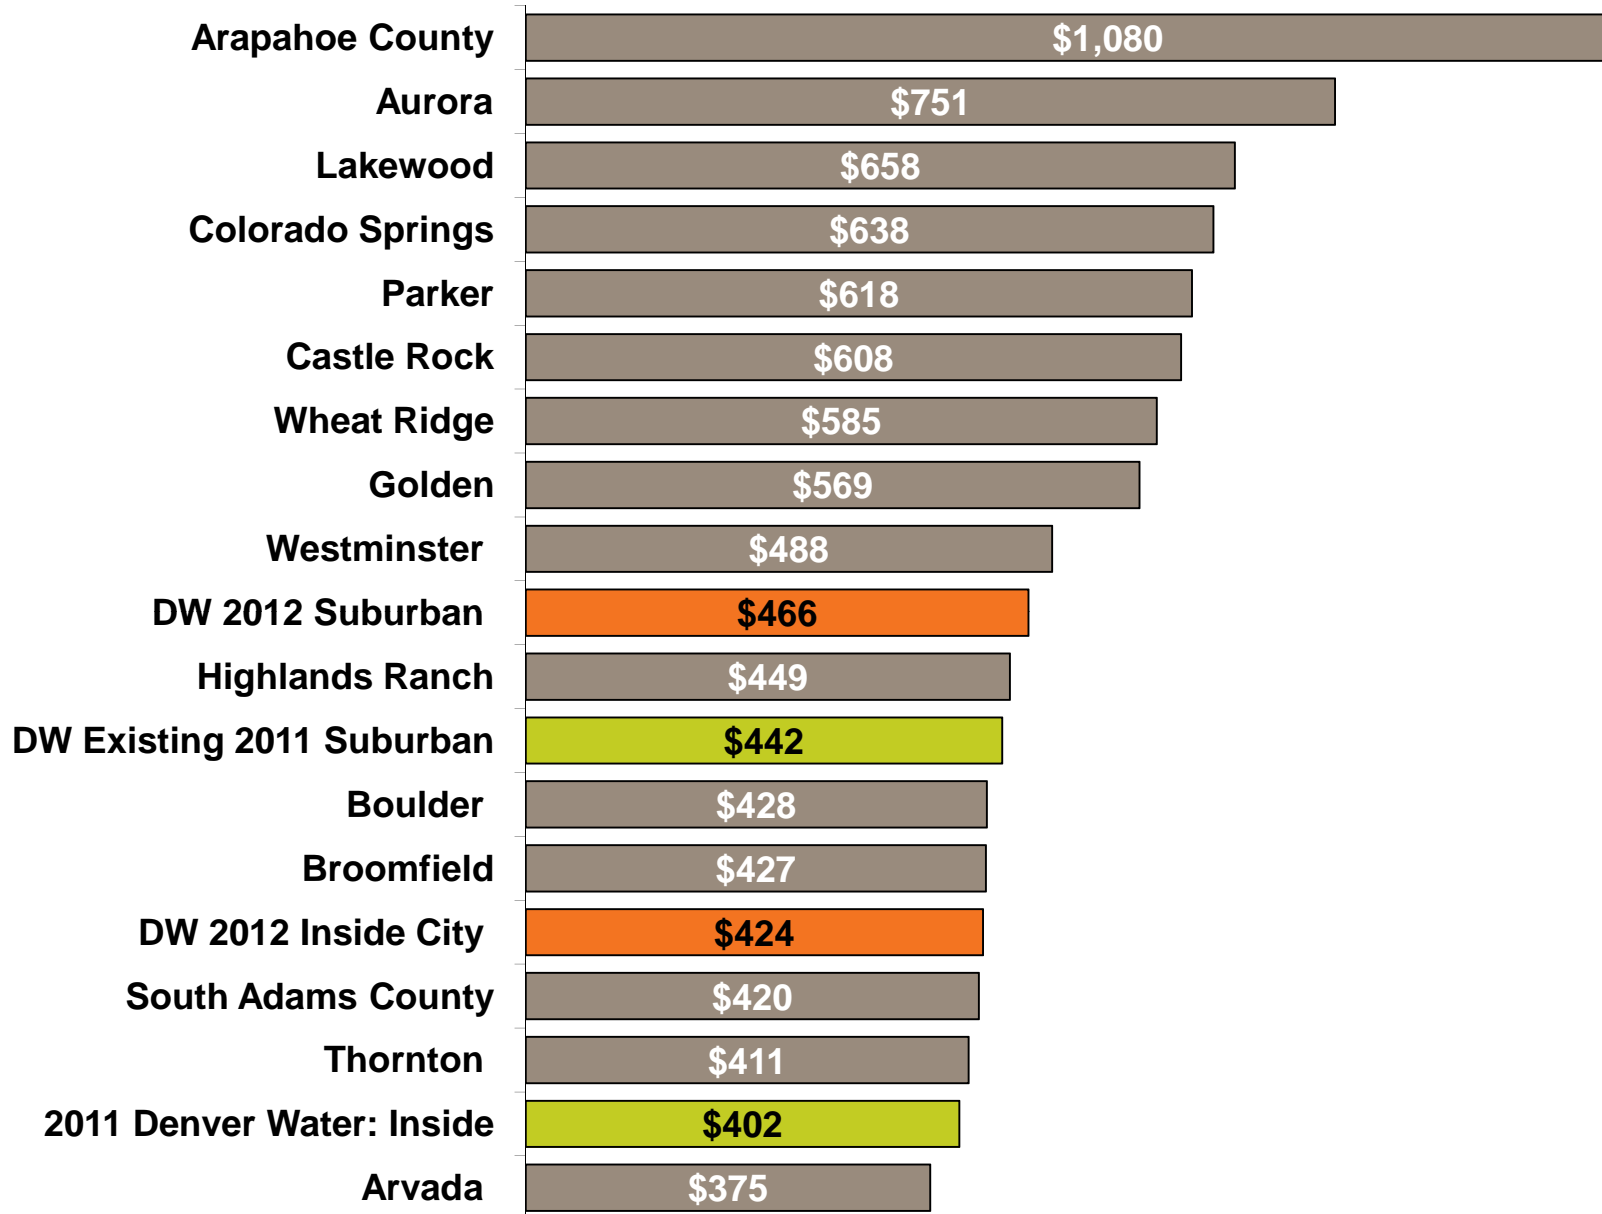 Arapahoe County $1,080
Aurora $751
Lakewood $658
Colorado Springs $638
Parker $618
Castle Rock $608
Wheat Ridge $585
Golden $569
Westminster $488
DW 2012 Suburban $466
Highlands Ranch $449
DW Existing 2011 Suburban $442
Boulder $428
Broomfield $427
DW 2012 Inside City $424
South Adams County $420
Thornton $411
2011 Denver Water: Inside $402
Arvada $375